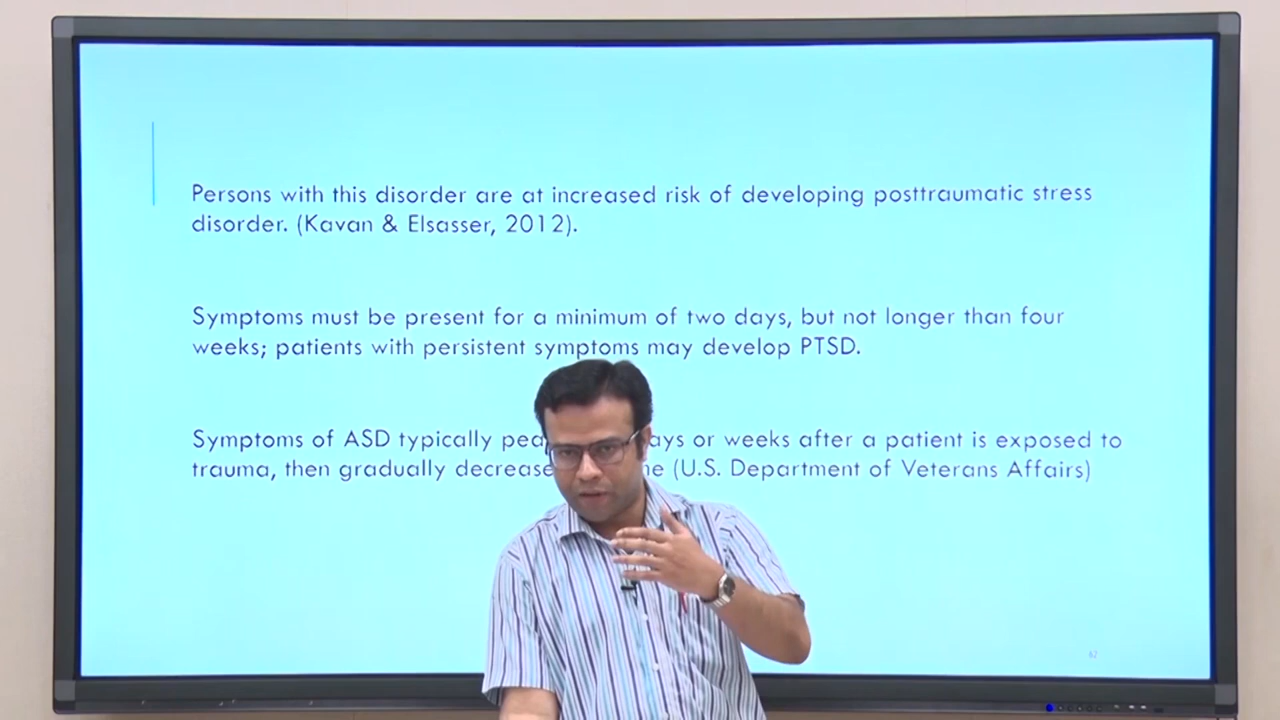 Persons with this disorder are at increased risk of developing posttraumatic stress
disorder. (Kavan & Elsasser, 2012).
Symptoms must be present for a minimum of two days, but not longer than four
weeks; patients with persistent symptoms may develop PTSD.
Symptoms of ASD typically or weeks after a patient is exposed to
trauma, then gradually decrease (U.S. Department of Veterans Affairs)